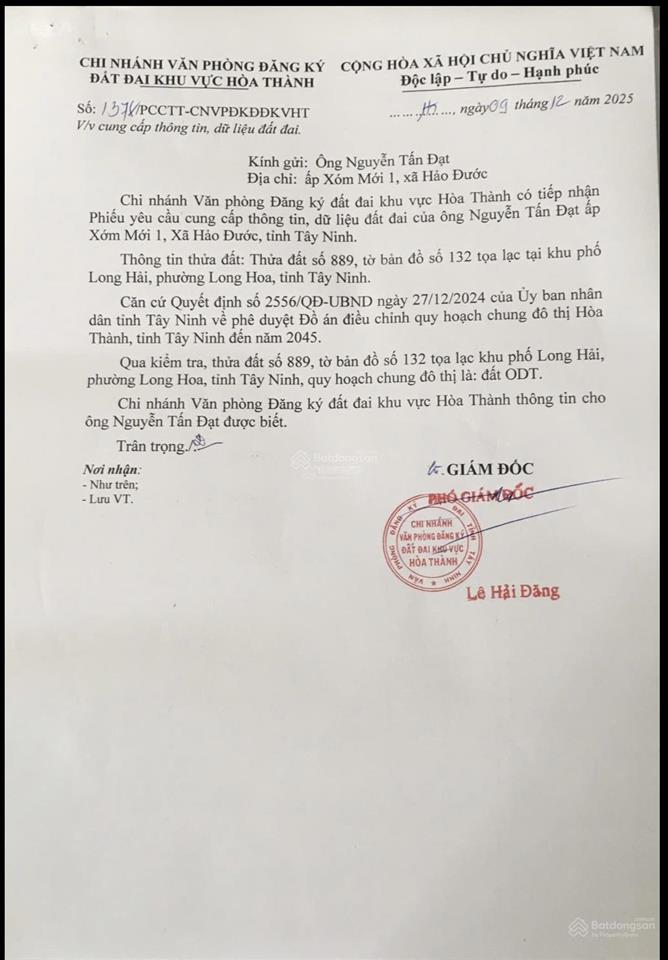 CHI NHÁNH VĂN PHÒNG ĐĂNG KÝ
ĐẤT ĐAI KHU VỰC HÒA THÀNH
CỘNG HÒA XÃ HỘI CHỦ NGHĨA VIỆT NAM
Độc lập – Tự do – Hạnh phúc
Số: /PCCTT-CNVPĐKĐĐKVHT
V/v cung cấp thông tin, dữ liệu đất đai.
, ngày 09 tháng 12 năm 2025
Kính gửi: Ông Nguyễn Tấn Đạt
Địa chỉ: ấp Xóm Mới 1, xã Hảo Đước
Chi nhánh Văn phòng Đăng ký đất đai khu vực Hòa Thành có tiếp nhận
Phiếu yêu cầu cung cấp thông tin, dữ liệu đất đai của ông Nguyễn Tấn Đạt ấp
Xóm Mới 1, Xã Hảo Đước, tỉnh Tây Ninh.
Thông tin thửa đất: Thửa đất số 889, tờ bản đồ số 132 tọa lạc tại khu phố
Long Hải, phường Long Hoa, tỉnh Tây Ninh.
Căn cứ Quyết định số 2556/QĐ-UBND ngày 27/12/2024 của Ủy ban nhân
dân tỉnh Tây Ninh về phê duyệt Đồ án điều chỉnh quy hoạch chung đô thị Hòa
Thành, tỉnh Tây Ninh đến năm 2045.
Qua kiểm tra, thửa đất số 889, tờ bản đồ số 132 tọa lạc khu phố Long Hải,
phường Long Hoa, tỉnh Tây Ninh, quy hoạch chung đô thị là: đất ODT.
Chi nhánh Văn phòng Đăng ký đất đai khu vực Hòa Thành thông tin cho
ông Nguyễn Tấn Đạt được biết.
Trân trọng./.
Nơi nhận:
- Như trên;
- Lưu VT.
GIÁM ĐỐC
PHÓ GIÁM ĐỐC
VĂN PHÒNG ĐĂNG KÝ ĐẤT ĐAI TỈNH TÂY NINH
CHI NHÁNH
VĂN PHÒNG ĐĂNG KÝ
ĐẤT ĐAI KHU VỰC
HÒA THÀNH
Lê Hải Đăng
Batdongsan
Batdongsan
by PropertyGuru